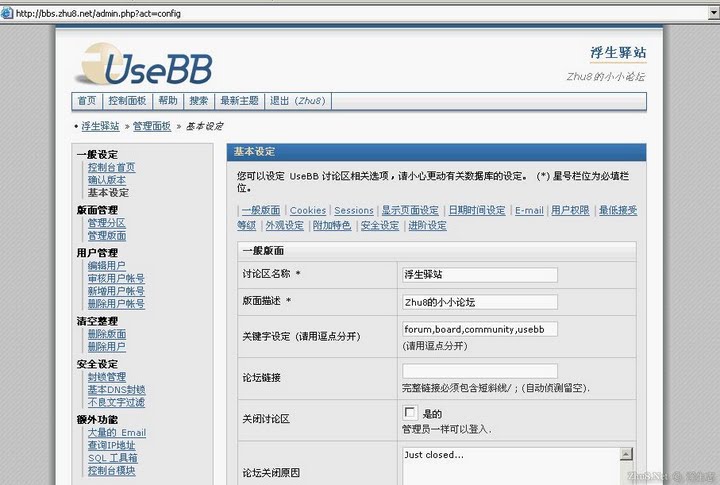 http://bbs.zhu8.net/admin.php?act=config
UseBB
浮生驿站
Zhu8的小小论坛
首页 控制面板 帮助 搜索 最新主题 退出 (Zhu8)
• 浮生驿站 » 管理面板 » 基本设定
一般设定
控制台首页
确认版本
基本设定
版面管理
管理分区
管理版面
用户管理
编辑用户
审核用户帐号
新增用户帐号
删除用户帐号
清空整理
删除版面
删除用户
安全设定
封锁管理
基本DNS封锁
不良文字过滤
额外功能
大量的 Email
查询IP地址
SQL 工具箱
控制台模块
基本设定
您可以设定 UseBB 讨论区相关选项，请小心更动有关数据库的设定。 (*) 星号栏位为必填栏
位。
| 一般版面 | Cookies | Sessions | 显示页面设定 | 日期时间设定 | E-mail | 用户权限 | 最低接受
等级 | 外观设定 | 附加特色 | 安全设定 | 进阶设定
一般版面
讨论区名称 * 浮生驿站
版面描述 * Zhu8的小小论坛
关键字设定 (请用逗点分开) forum,board,community,usebb
(请用逗点分开)
论坛链接
完整链接必须包含短斜线/ ; (自动侦测留空).
关闭讨论区 是的
管理员一样可以登入.
论坛关闭原因 Just closed...